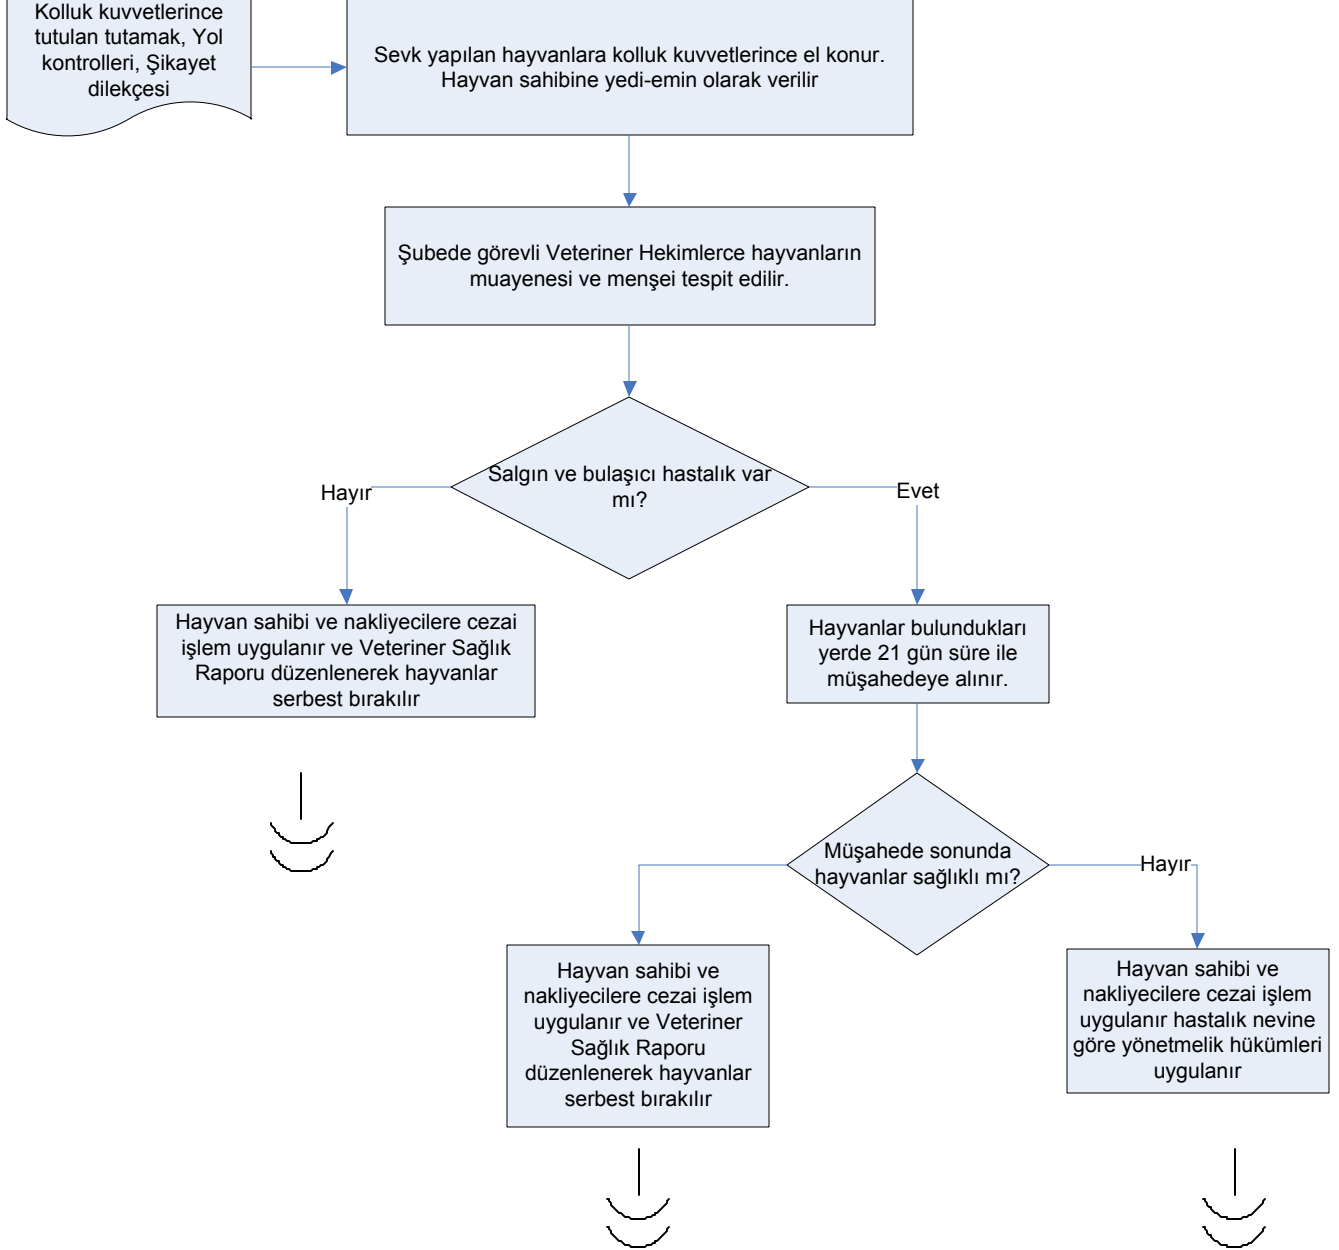 Kolluk kuvvetlerince
tutulan tutamak, Yol
kontrolleri, Şikayet
dilekçesi
Sevk yapılan hayvanlara kolluk kuvvetlerince el konur.
Hayvan sahibine yedi-emin olarak verilir
Şubede görevli Veteriner Hekimlerce hayvanların
muayenesi ve menşei tespit edilir.
Salgın ve bulaşıcı hastalık var
mı?
Hayır
Evet
Hayvan sahibi ve nakliyecilere cezai
işlem uygulanır ve Veteriner Sağlık
Raporu düzenlenerek hayvanlar
serbest bırakılır
Hayvanlar bulundukları
yerde 21 gün süre ile
müşahedeye alınır.
Müşahede sonunda
hayvanlar sağlıklı mı?
Hayır
Hayvan sahibi ve
nakliyecilere cezai işlem
uygulanır ve Veteriner
Sağlık Raporu
düzenlenerek hayvanlar
serbest bırakılır
Hayvan sahibi ve
nakliyecilere cezai işlem
uygulanır hastalık nevine
göre yönetmelik hükümleri
uygulanır